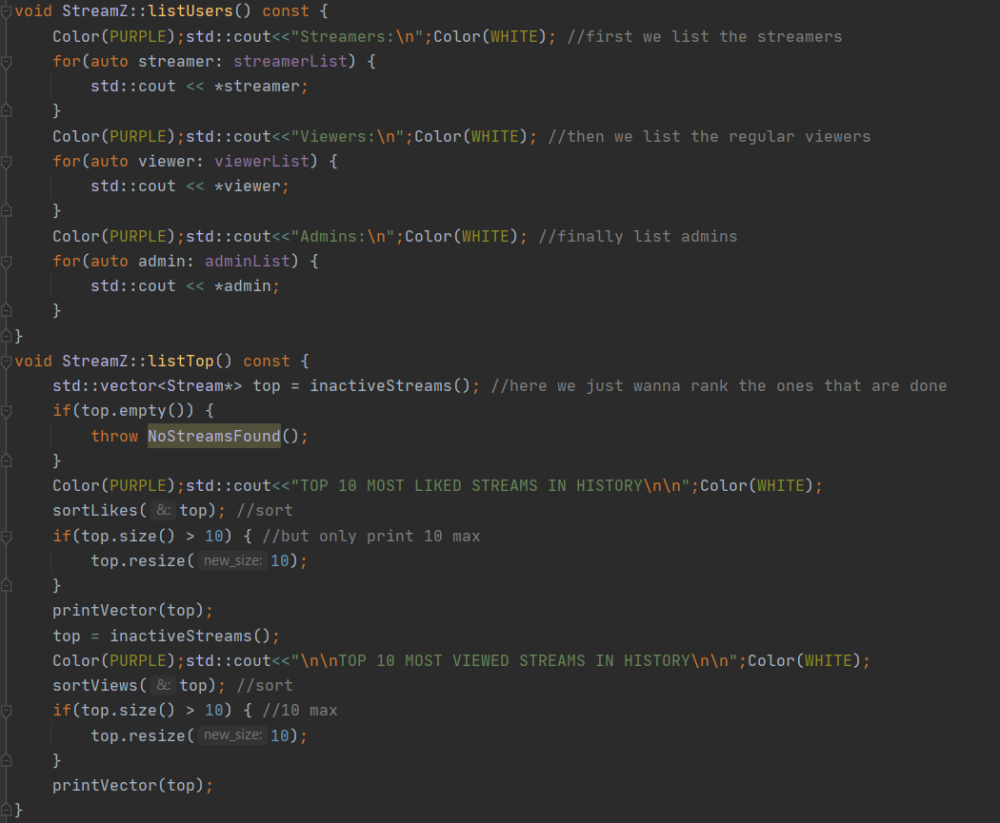 void StreamZ::listUsers() const {
    Color(PURPLE);std::cout<<"Streamers:\n";Color(WHITE); //first we list the streamers
    for(auto streamer: streamerList) {
        std::cout << *streamer;
    }
    Color(PURPLE);std::cout<<"Viewers:\n";Color(WHITE); //then we list the regular viewers
    for(auto viewer: viewerList) {
        std::cout << *viewer;
    }
    Color(PURPLE);std::cout<<"Admins:\n";Color(WHITE); //finally list admins
    for(auto admin: adminList) {
        std::cout << *admin;
    }
}
void StreamZ::listTop() const {
    std::vector<Stream*> top = inactiveStreams(); //here we just wanna rank the ones that are done
    if(top.empty()) {
        throw NoStreamsFound();
    }
    Color(PURPLE);std::cout<<"TOP 10 MOST LIKED STREAMS IN HISTORY\n\n";Color(WHITE);
    sortLikes( &: top); //sort
    if(top.size() > 10) { //but only print 10 max
        top.resize( new_size: 10);
    }
    printVector(top);
    top = inactiveStreams();
    Color(PURPLE);std::cout<<"\n\nTOP 10 MOST VIEWED STREAMS IN HISTORY\n\n";Color(WHITE);
    sortViews( &: top); //sort
    if(top.size() > 10) { //10 max
        top.resize( new_size: 10);
    }
    printVector(top);
}